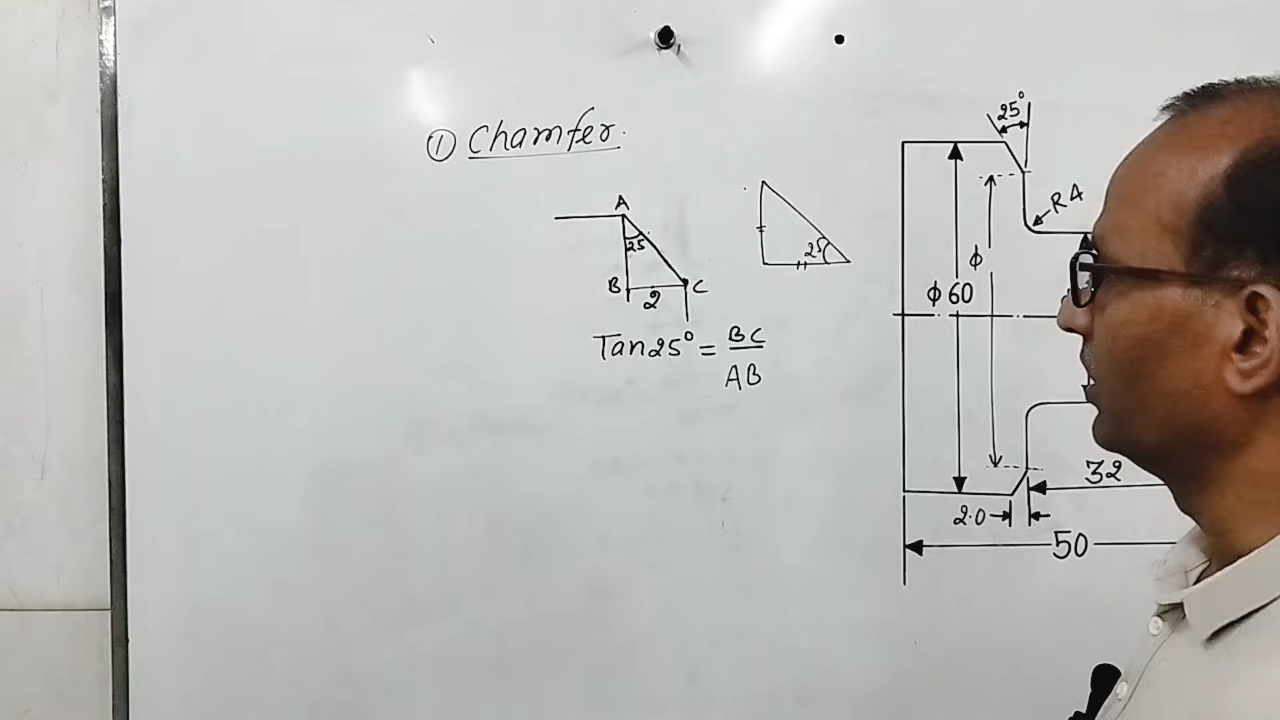 ① Chamfer.
A
25
B
2
C
Tan25° = BC
AB
25
25°
R4
ϕ
ϕ60
32
2.0
50